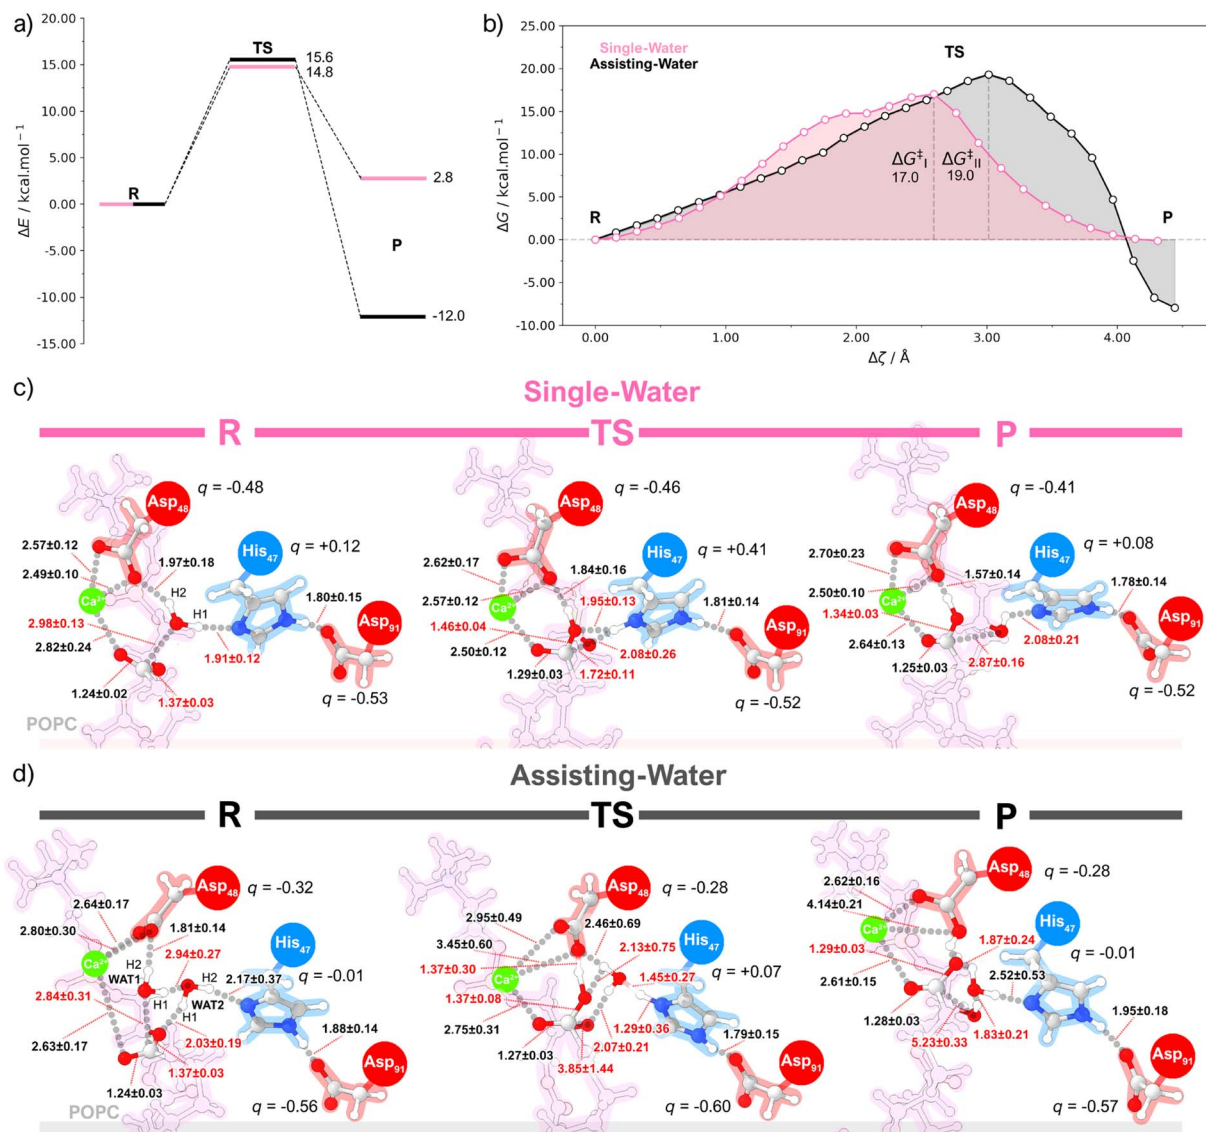 a)
20.00
15.00
10.00
5.00
0.00
-5.00
-10.00
-15.00
ΔE / kcal.mol⁻¹
R
TS
15.6
14.8
2.8
P
-12.0
b)
25.00
20.00
15.00
10.00
5.00
0.00
-5.00
-10.00
ΔG / kcal.mol⁻¹
Single-Water
Assisting-Water
TS
ΔG‡I
17.0
ΔG‡II
19.0
R
P
0.00 1.00 2.00 3.00 4.00
Δζ / Å
c)
Single-Water
R
TS
P
Asp48
q = -0.48
2.57±0.12
1.97±0.18
His47
q = +0.12
2.49±0.10
H2
Ca²⁺
H1
1.80±0.15
2.98±0.13
Asp91
2.82±0.24
1.91±0.12
1.24±0.02
1.37±0.03
q = -0.53
POPC
Asp48
q = -0.46
2.62±0.17
1.84±0.16
His47
q = +0.41
2.57±0.12
1.95±0.13
Ca²⁺
1.81±0.14
1.46±0.04
Asp91
2.50±0.12
2.08±0.26
1.29±0.03
1.72±0.11
q = -0.52
Asp48
q = -0.41
2.70±0.23
His47
q = +0.08
2.50±0.10
1.57±0.14
1.78±0.14
1.34±0.03
Ca²⁺
Asp91
2.64±0.13
2.08±0.21
1.25±0.03
2.87±0.16
q = -0.52
d)
Assisting-Water
R
TS
P
Asp48
q = -0.32
2.64±0.17
2.80±0.30
1.81±0.14
His47
2.94±0.27
Ca²⁺
H2
H2
q = -0.01
WAT1
2.17±0.37
2.84±0.31
H1
WAT2
H1
1.88±0.14
2.63±0.17
2.03±0.19
1.37±0.03
Asp91
1.24±0.03
POPC
q = -0.56
Asp48
q = -0.28
2.95±0.49
2.46±0.69
3.45±0.60
His47
2.13±0.75
1.37±0.30
1.45±0.27
q = +0.07
Ca²⁺
1.37±0.08
1.29±0.36
2.75±0.31
1.79±0.15
1.27±0.03
2.07±0.21
Asp91
3.85±1.44
q = -0.60
Asp48
q = -0.28
2.62±0.16
4.14±0.21
His47
Ca²⁺
1.29±0.03
1.87±0.24
q = -0.01
2.61±0.15
2.52±0.53
1.28±0.03
1.95±0.18
5.23±0.33
1.83±0.21
Asp91
q = -0.57